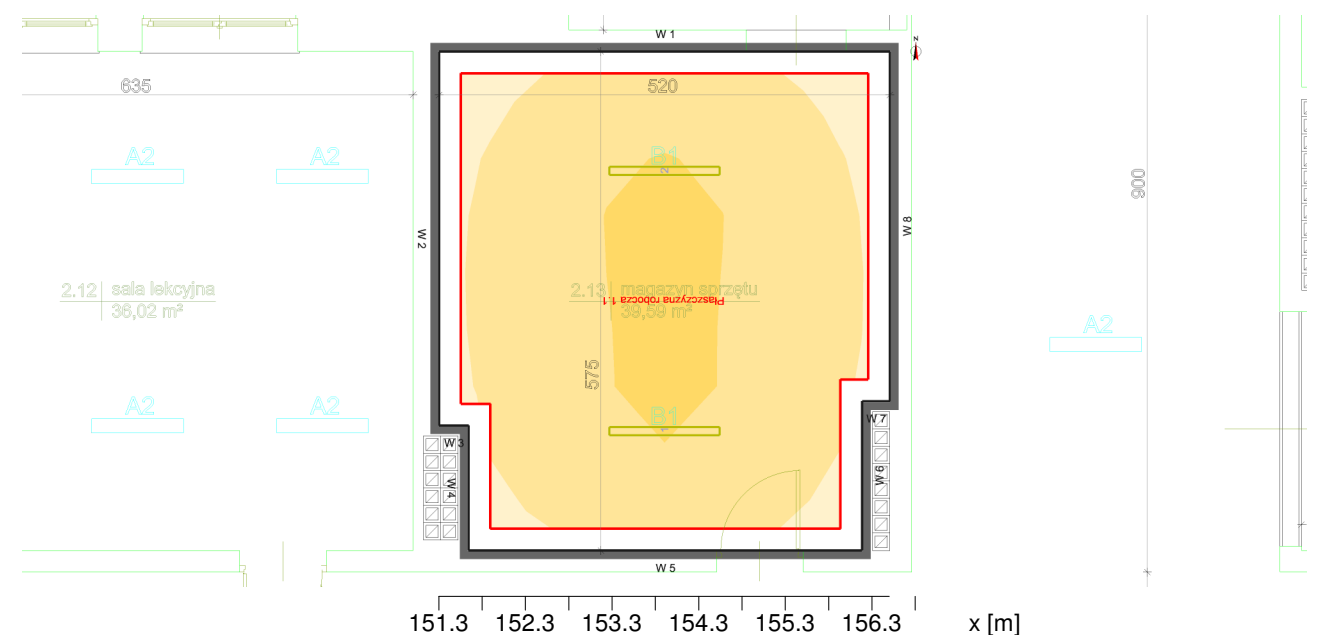 W 1
N
635
520
A2
A2
B1
2
900
W 2
W 8
2.12 sala lekcyjna
36,02 m²
2.13 magazyn sprzętu
39,59 m²
Płaszczyzna robocza 1.1
A2
575
A2
A2
B1
1
W 3
W 7
W 4
W 6
W 5
151.3 152.3 153.3 154.3 155.3 156.3 x [m]